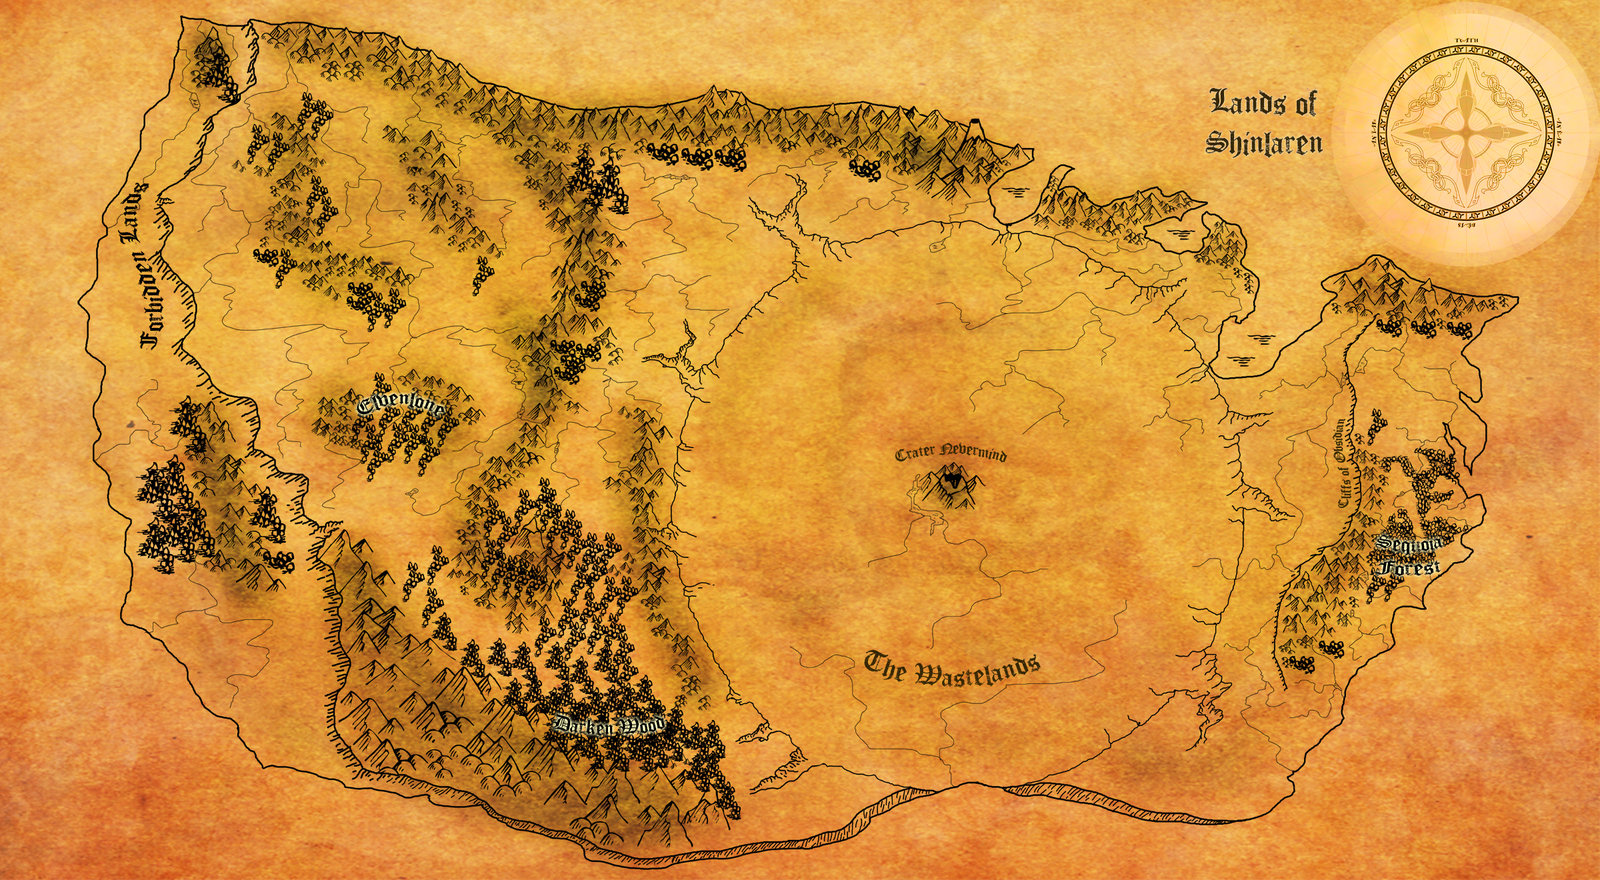 Lands of
Shinlaren
Forbidden Lands
Elvenlone
Crater Nevermind
Cliffs of Obsidian
Sequoia
Forest
The Wastelands
Darken Wood